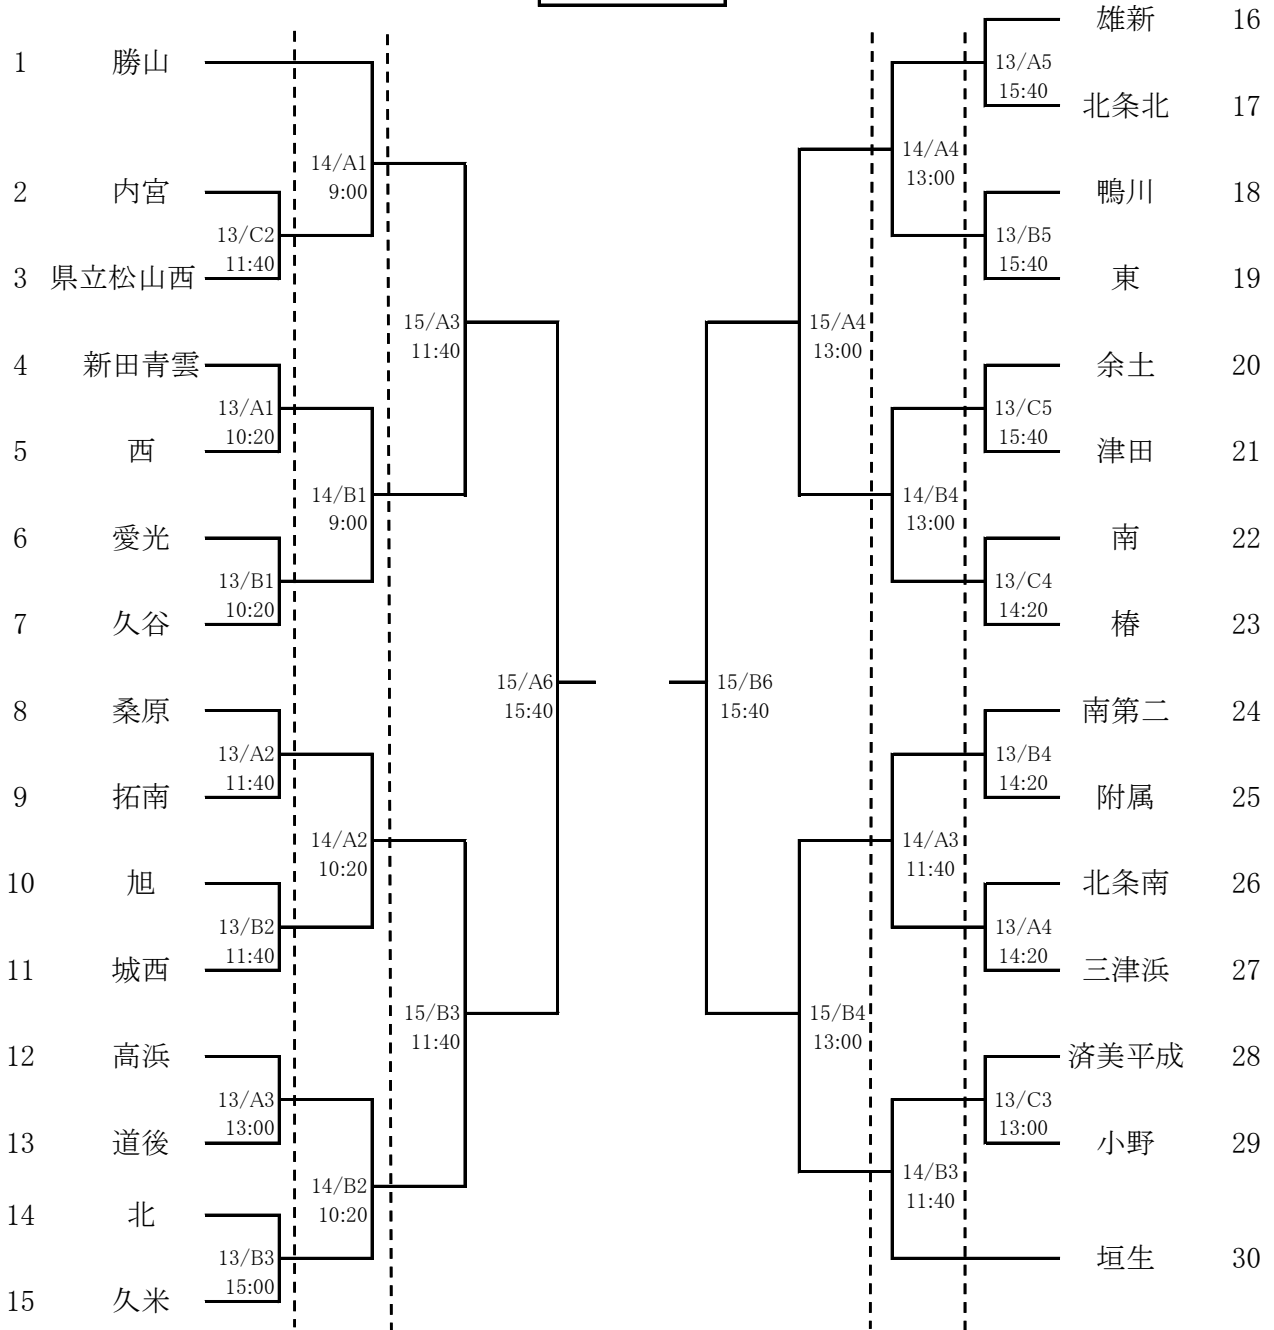 1 勝山
14/A1
9:00
2 内宮
13/C2
11:40
3 県立松山西
15/A3
11:40
4 新田青雲
13/A1
10:20
5 西
14/B1
9:00
6 愛光
13/B1
10:20
7 久谷
15/A6
15:40
8 桑原
13/A2
11:40
9 拓南
14/A2
10:20
10 旭
13/B2
11:40
11 城西
15/B3
11:40
12 高浜
13/A3
13:00
13 道後
14/B2
10:20
14 北
13/B3
15:00
15 久米
雄新 16
13/A5
15:40
北条北 17
14/A4
13:00
鴨川 18
13/B5
15:40
東 19
15/A4
13:00
余土 20
13/C5
15:40
津田 21
14/B4
13:00
南 22
13/C4
14:20
椿 23
15/B6
15:40
南第二 24
13/B4
14:20
附属 25
14/A3
11:40
北条南 26
13/A4
14:20
三津浜 27
15/B4
13:00
済美平成 28
13/C3
13:00
小野 29
14/B3
11:40
垣生 30